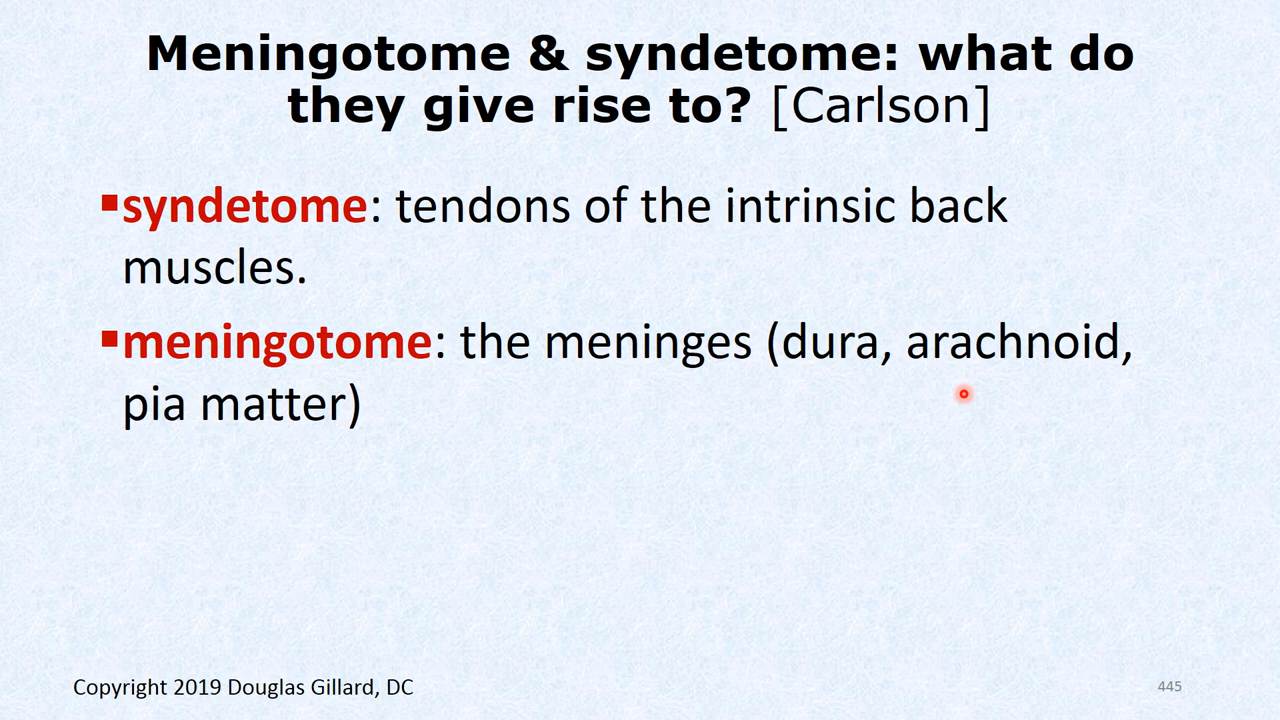 Meningotome & syndetome: what do
they give rise to? [Carlson]
▪syndetome: tendons of the intrinsic back
muscles.
▪meningotome: the meninges (dura, arachnoid,
pia matter)
Copyright 2019 Douglas Gillard, DC
445